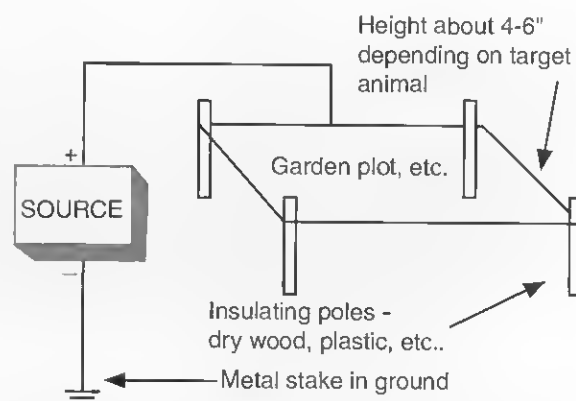 Height about 4-6"
depending on target
animal
+
Garden plot, etc.
SOURCE
−
Insulating poles -
dry wood, plastic, etc..
Metal stake in ground